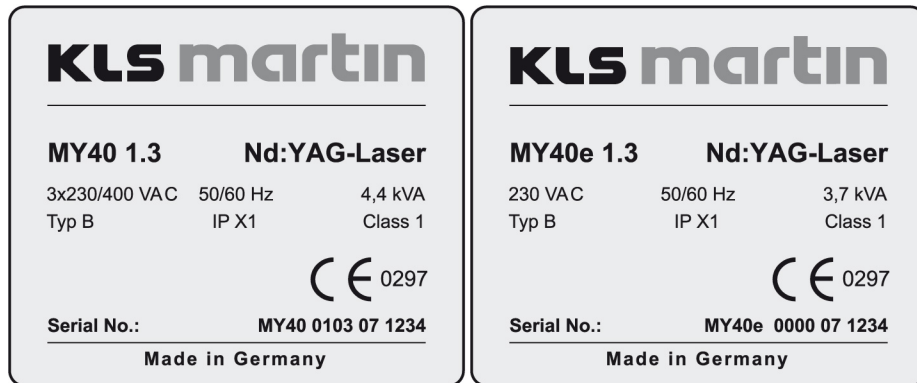 KLS martin
MY40 1.3 Nd:YAG-Laser
3x230/400 VAC 50/60 Hz 4,4 kVA
Typ B IP X1 Class 1
CE 0297
Serial No.: MY40 0103 07 1234
Made in Germany
KLS martin
MY40e 1.3 Nd:YAG-Laser
230 VAC 50/60 Hz 3,7 kVA
Typ B IP X1 Class 1
CE 0297
Serial No.: MY40e 0000 07 1234
Made in Germany